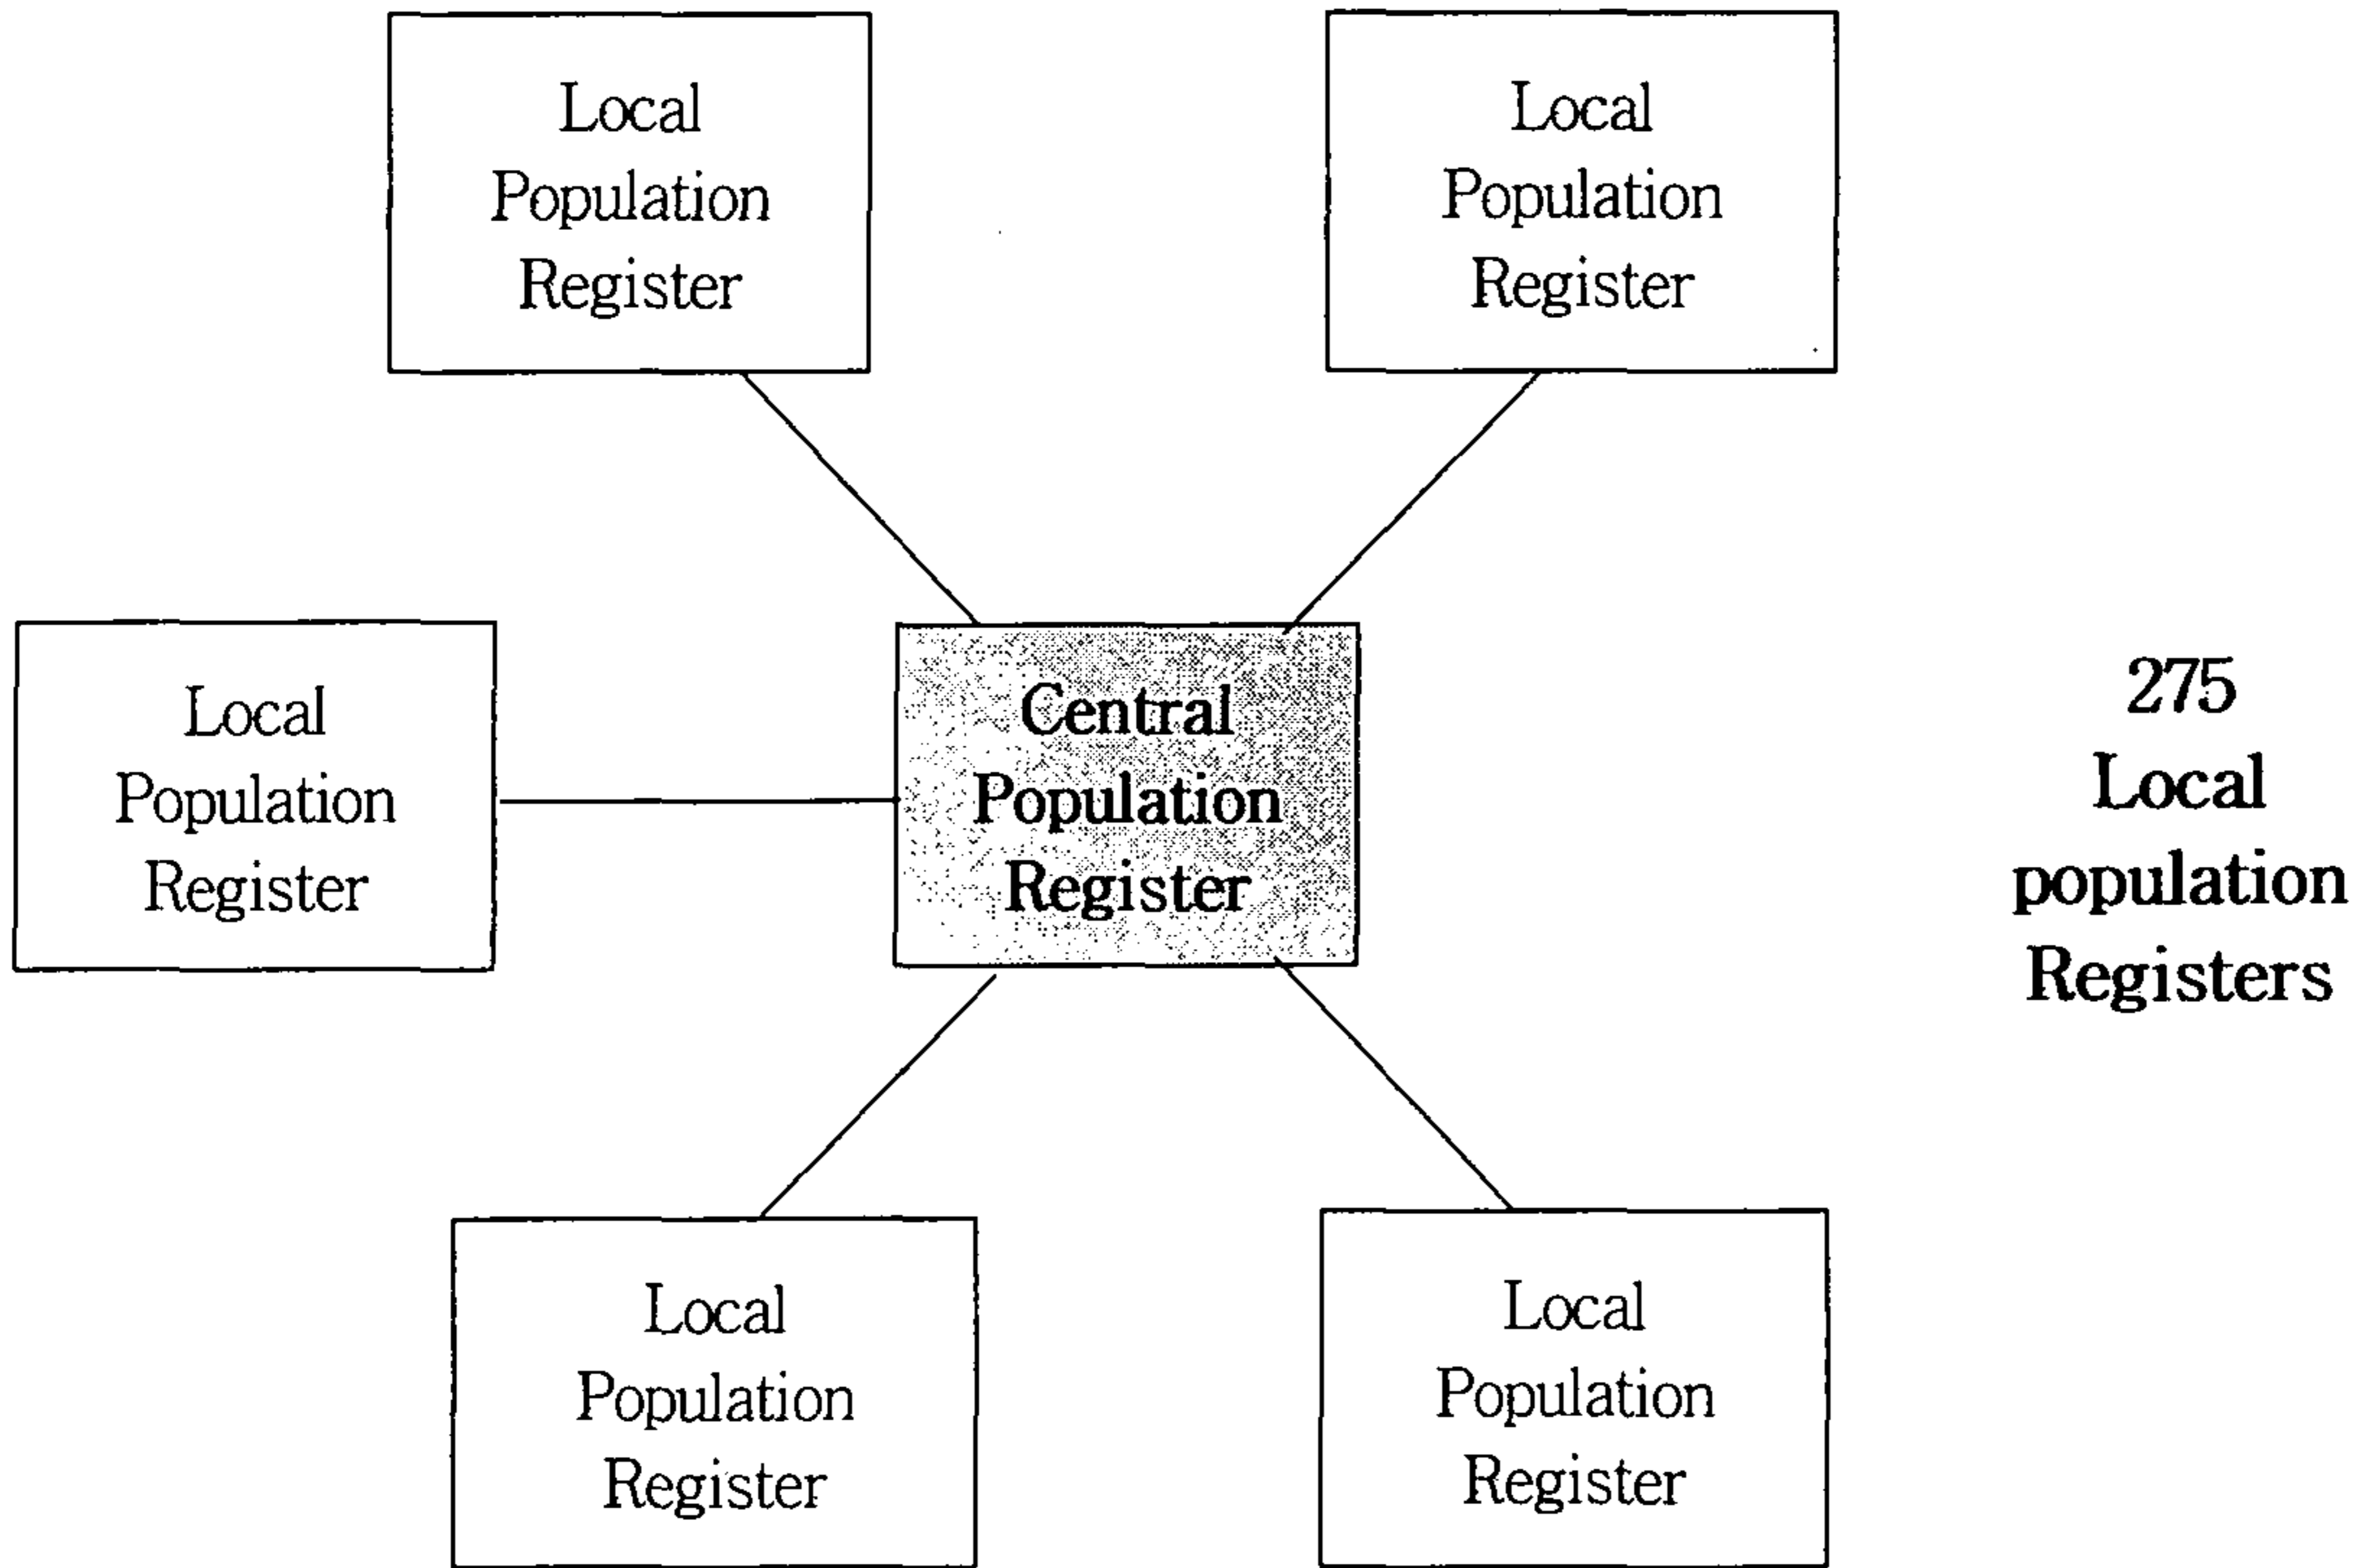 Local
Population
Register
Local
Population
Register
Local
Population
Register
Central
Population
Register
275
Local
population
Registers
Local
Population
Register
Local
Population
Register